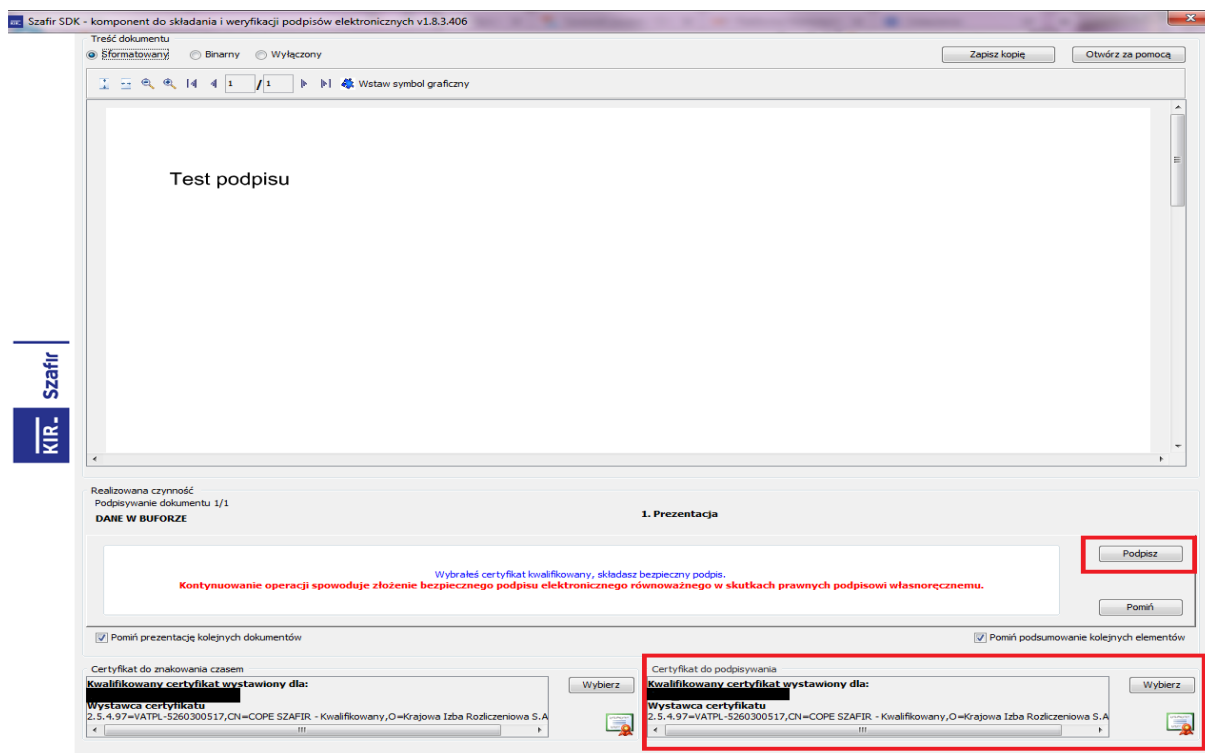 KIR. Szafir SDK - komponent do składania i weryfikacji podpisów elektronicznych v1.8.3.406
Treść dokumentu
Sformatowany Binarny Wyłączony Zapisz kopię Otwórz za pomocą
1 / 1 Wstaw symbol graficzny
Test podpisu
KIR. Szafir
Realizowana czynność
Podpisywanie dokumentu 1/1
DANE W BUFORZE
1. Prezentacja
Podpisz
Wybrałeś certyfikat kwalifikowany, składasz bezpieczny podpis.
Kontynuowanie operacji spowoduje złożenie bezpiecznego podpisu elektronicznego równoważnego w skutkach prawnych podpisowi własnoręcznemu.
Pomiń
Pomiń prezentację kolejnych dokumentów Pomiń podsumowanie kolejnych elementów
Certyfikat do znakowania czasem
Kwalifikowany certyfikat wystawiony dla:
Wybierz
Wystawca certyfikatu
2.5.4.97=VATPL-5260300517,CN=COPE SZAFIR - Kwalifikowany,O=Krajowa Izba Rozliczeniowa S.A
Certyfikat do podpisywania
Kwalifikowany certyfikat wystawiony dla:
Wybierz
Wystawca certyfikatu
2.5.4.97=VATPL-5260300517,CN=COPE SZAFIR - Kwalifikowany,O=Krajowa Izba Rozliczeniowa S.A